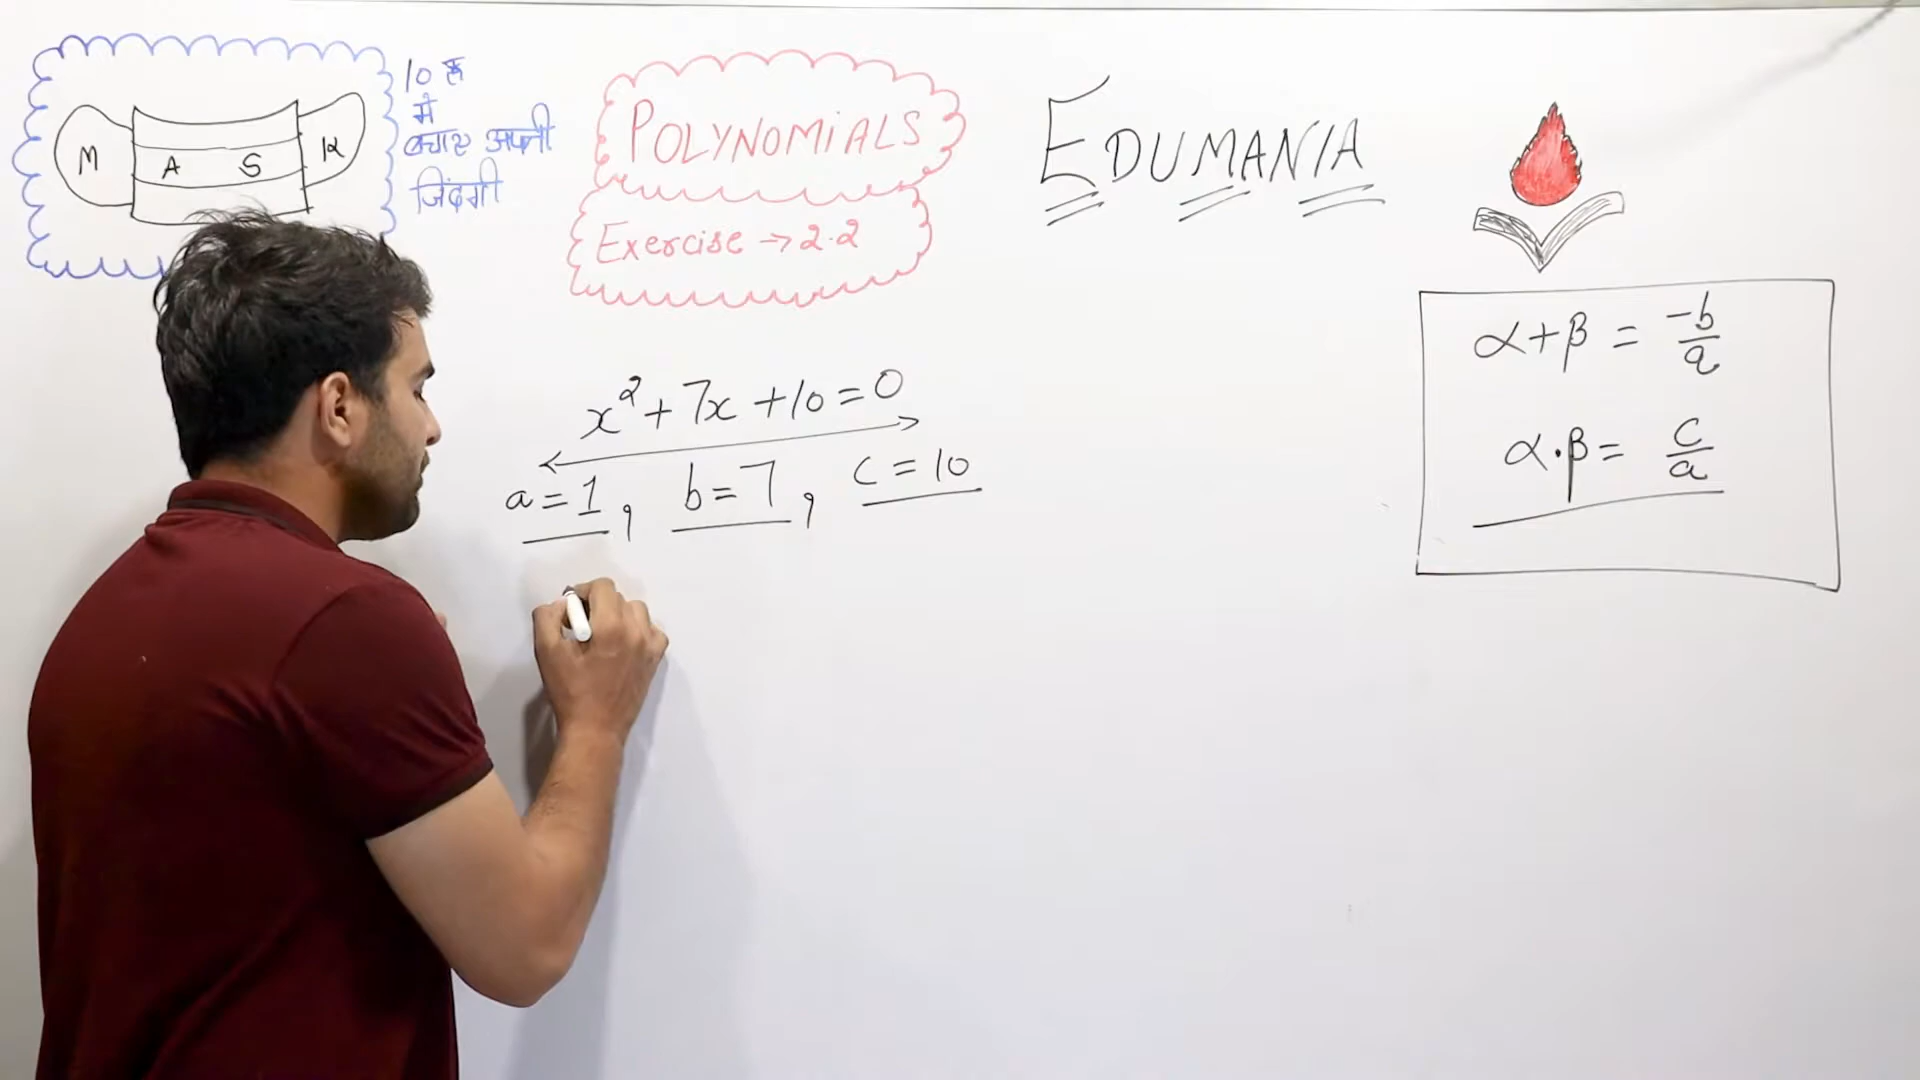 M A S K
10 रु
में
बचाए अपनी
जिंदगी
POLYNOMiALS
Exercise → 2.2
EDUMANIA
x² + 7x + 10 = 0
a = 1 , b = 7 , c = 10
α + β = -b/a
α . β = c/a